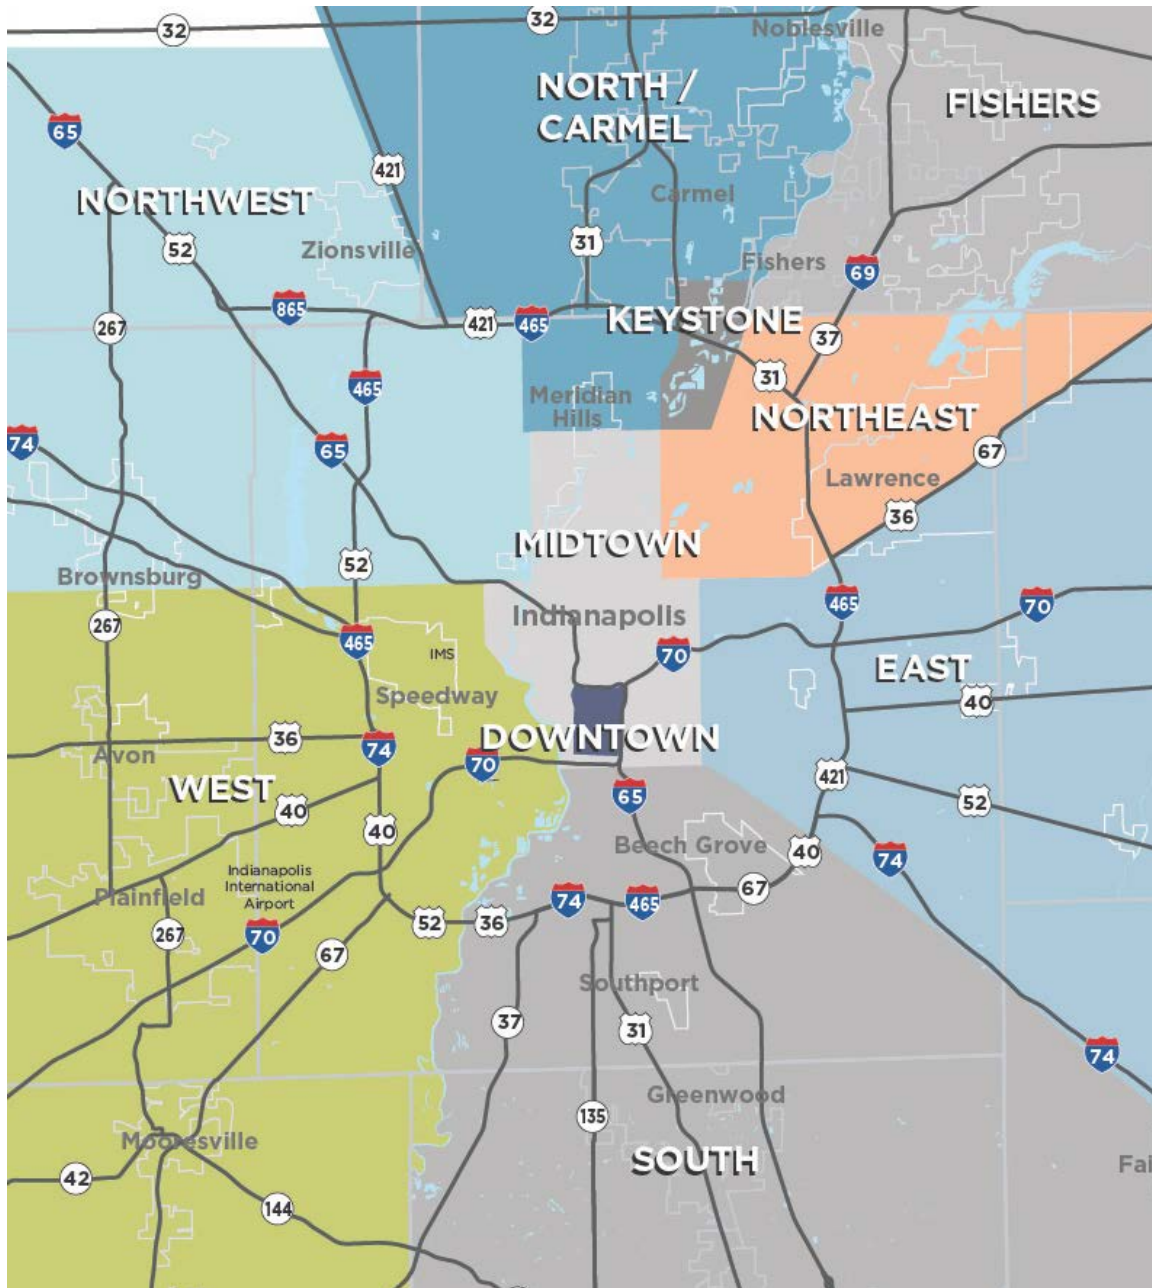 32
32
Noblesville
NORTH /
CARMEL
FISHERS
65
421
NORTHWEST
Carmel
52
Zionsville
31
Fishers
69
865
267
421
465
KEYSTONE
37
465
31
Meridian
Hills
NORTHEAST
74
65
67
Lawrence
36
MIDTOWN
52
Brownsburg
465
70
267
Indianapolis
465
IMS
70
EAST
Speedway
40
36
74
DOWNTOWN
Avon
70
421
WEST
65
52
40
40
Beech Grove
40
74
Indianapolis
International
Airport
Plainfield
67
74
465
52
36
267
70
67
Southport
37
31
74
Greenwood
135
Mooresville
SOUTH
Fai
42
144